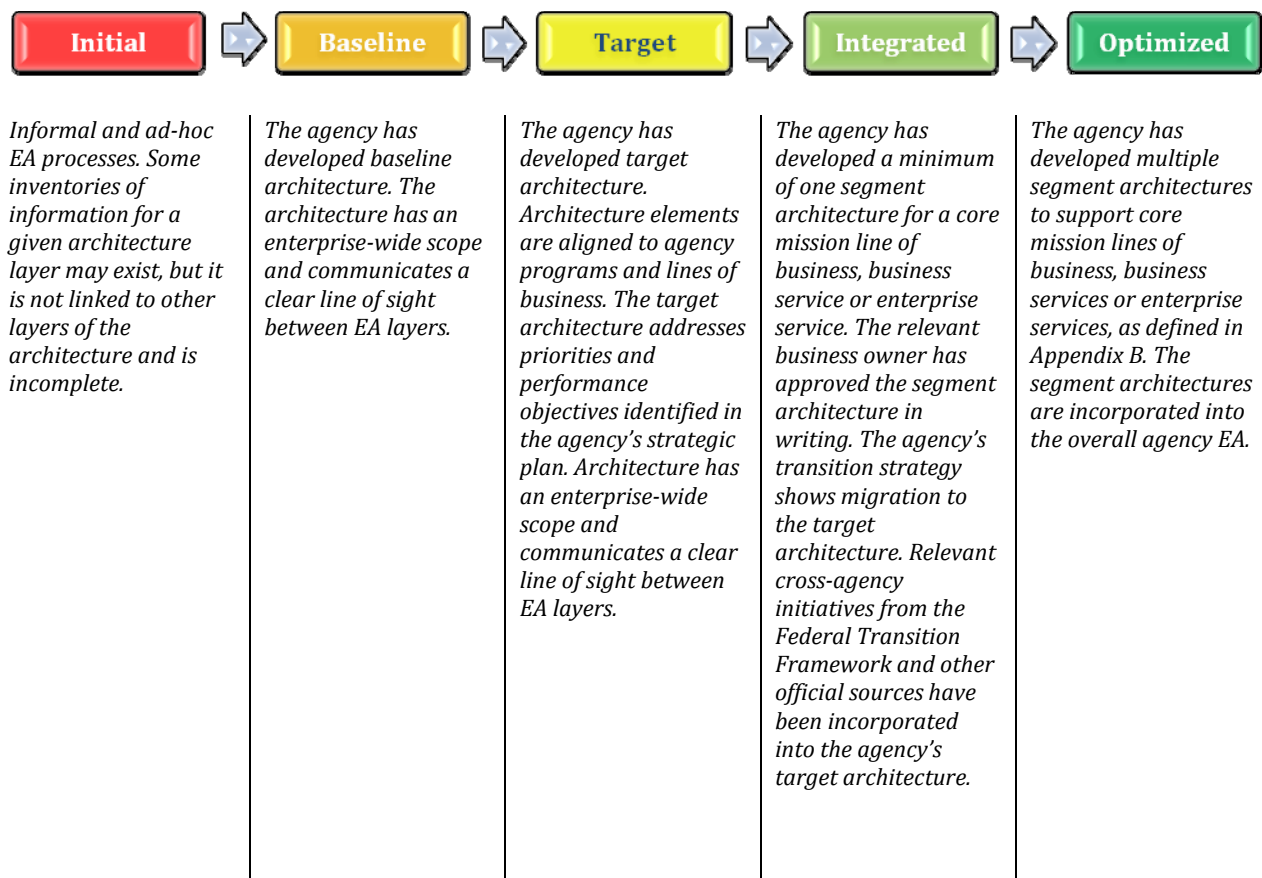 Initial
Baseline
Target
Integrated
Optimized
Informal and ad-hoc
EA processes. Some
inventories of
information for a
given architecture
layer may exist, but it
is not linked to other
layers of the
architecture and is
incomplete.
The agency has
developed baseline
architecture. The
architecture has an
enterprise-wide scope
and communicates a
clear line of sight
between EA layers.
The agency has
developed target
architecture.
Architecture elements
are aligned to agency
programs and lines of
business. The target
architecture addresses
priorities and
performance
objectives identified in
the agency’s strategic
plan. Architecture has
an enterprise-wide
scope and
communicates a clear
line of sight between
EA layers.
The agency has
developed a minimum
of one segment
architecture for a core
mission line of
business, business
service or enterprise
service. The relevant
business owner has
approved the segment
architecture in
writing. The agency’s
transition strategy
shows migration to
the target
architecture. Relevant
cross-agency
initiatives from the
Federal Transition
Framework and other
official sources have
been incorporated
into the agency’s
target architecture.
The agency has
developed multiple
segment architectures
to support core
mission lines of
business, business
services or enterprise
services, as defined in
Appendix B. The
segment architectures
are incorporated into
the overall agency EA.